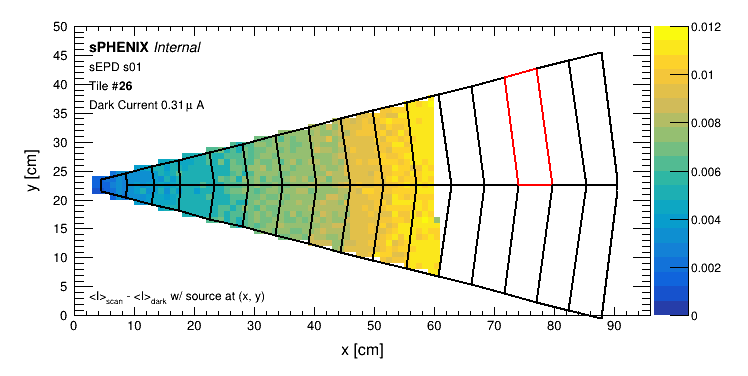 sPHENIX Internal
sEPD s01
Tile #26
Dark Current 0.31 μ A
<I>scan - <I>dark w/ source at (x, y)
y [cm]
50
45
40
35
30
25
20
15
10
5
0
0 10 20 30 40 50 60 70 80 90
x [cm]
0.012
0.01
0.008
0.006
0.004
0.002
0